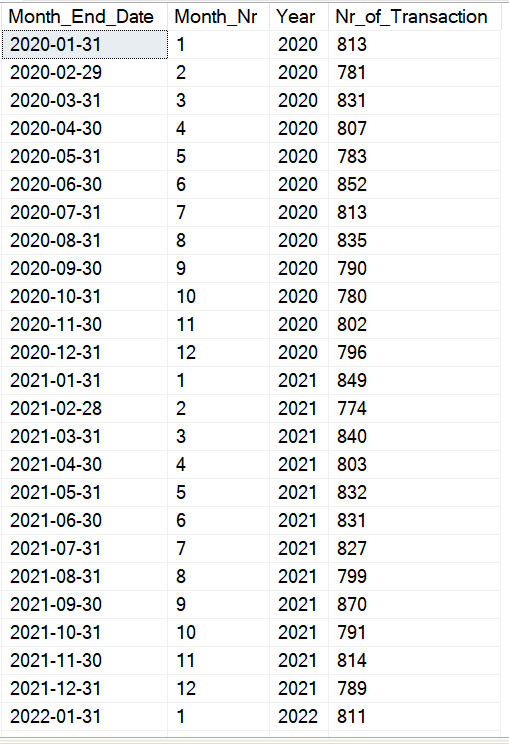 Month_End_Date Month_Nr Year Nr_of_Transaction
2020-01-31 1 2020 813
2020-02-29 2 2020 781
2020-03-31 3 2020 831
2020-04-30 4 2020 807
2020-05-31 5 2020 783
2020-06-30 6 2020 852
2020-07-31 7 2020 813
2020-08-31 8 2020 835
2020-09-30 9 2020 790
2020-10-31 10 2020 780
2020-11-30 11 2020 802
2020-12-31 12 2020 796
2021-01-31 1 2021 849
2021-02-28 2 2021 774
2021-03-31 3 2021 840
2021-04-30 4 2021 803
2021-05-31 5 2021 832
2021-06-30 6 2021 831
2021-07-31 7 2021 827
2021-08-31 8 2021 799
2021-09-30 9 2021 870
2021-10-31 10 2021 791
2021-11-30 11 2021 814
2021-12-31 12 2021 789
2022-01-31 1 2022 811